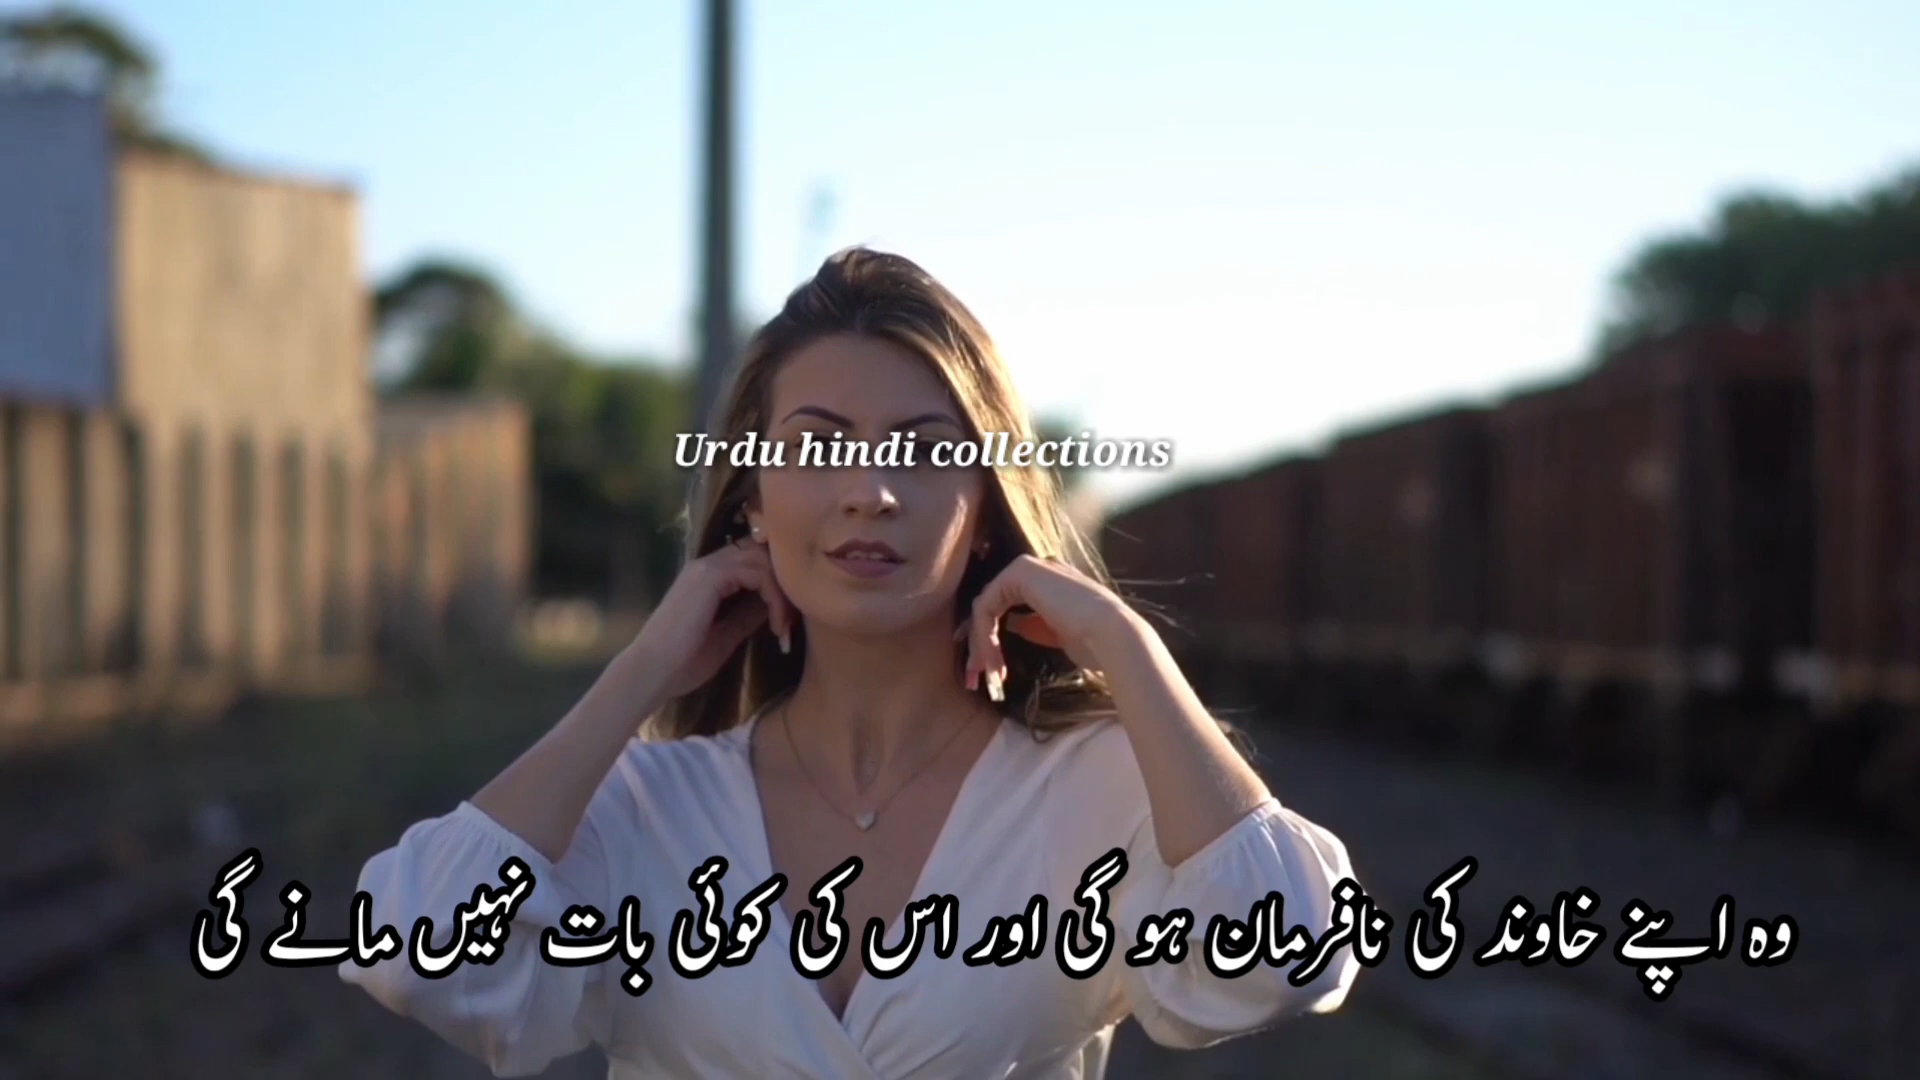 Urdu hindi collections
وہ اپنے خاوند کی نافرمان ہو گی اور اس کی کوئی بات نہیں مانے گی